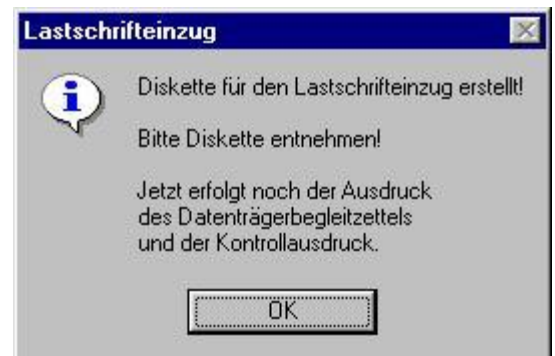 Lastschrifteinzug
Diskette für den Lastschrifteinzug erstellt!
Bitte Diskette entnehmen!
Jetzt erfolgt noch der Ausdruck
des Datenträgerbegleitzettels
und der Kontrollausdruck.
OK